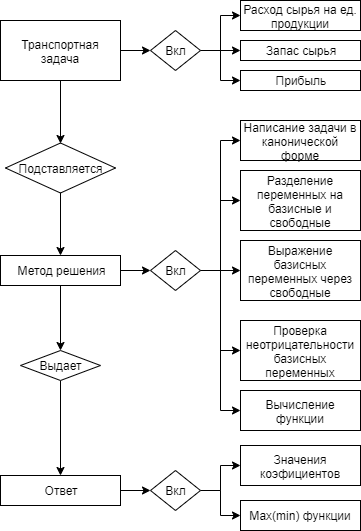 Транспортная
задача
Вкл
Расход сырья на ед.
продукции
Запас сырья
Прибыль
Подставляется
Написание задачи в
канонической
форме
Разделение
переменных на
базисные и
свободные
Метод решения
Вкл
Выражение
базисных
переменных через
свободные
Проверка
неотрицательности
базисных
переменных
Выдает
Вычисление
функции
Ответ
Вкл
Значения
коэфициентов
Max(min) функции